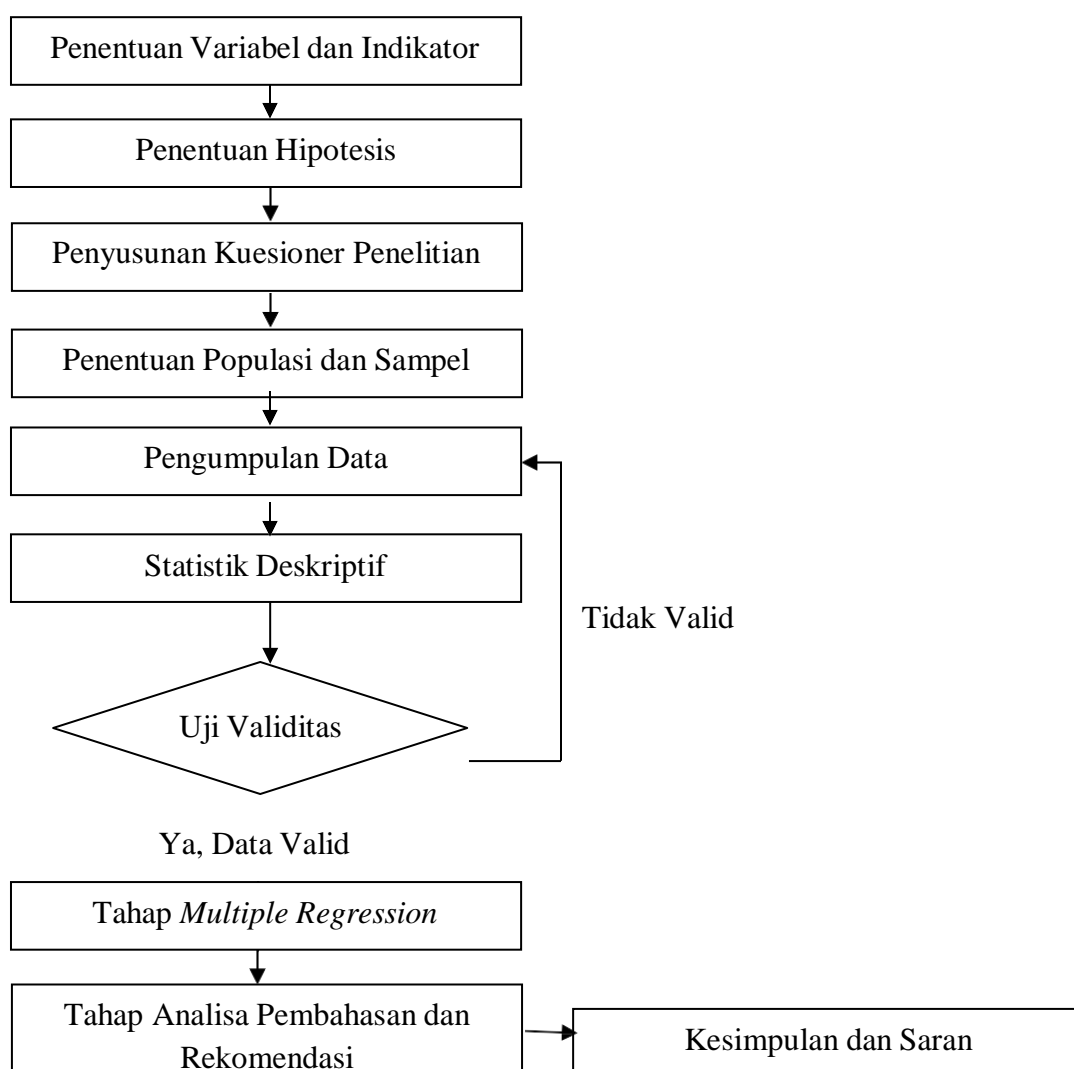 Penentuan Variabel dan Indikator
Penentuan Hipotesis
Penyusunan Kuesioner Penelitian
Penentuan Populasi dan Sampel
Pengumpulan Data
Statistik Deskriptif
Tidak Valid
Uji Validitas
Ya, Data Valid
Tahap Multiple Regression
Tahap Analisa Pembahasan dan
Rekomendasi
Kesimpulan dan Saran